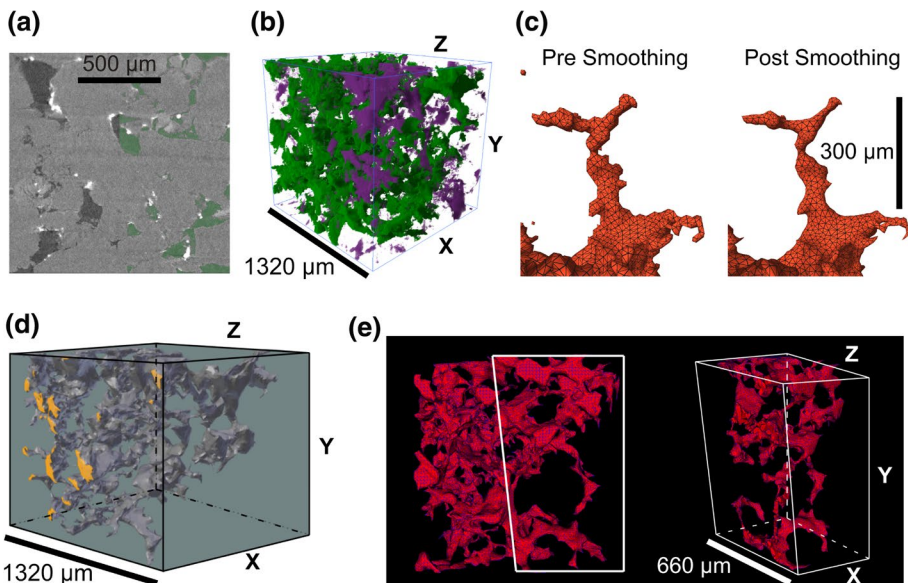 (a)
500 µm
(b)
Z
Y
X
1320 µm
(c)
Pre Smoothing
Post Smoothing
300 µm
(d)
Z
Y
X
1320 µm
(e)
Z
Y
X
660 µm